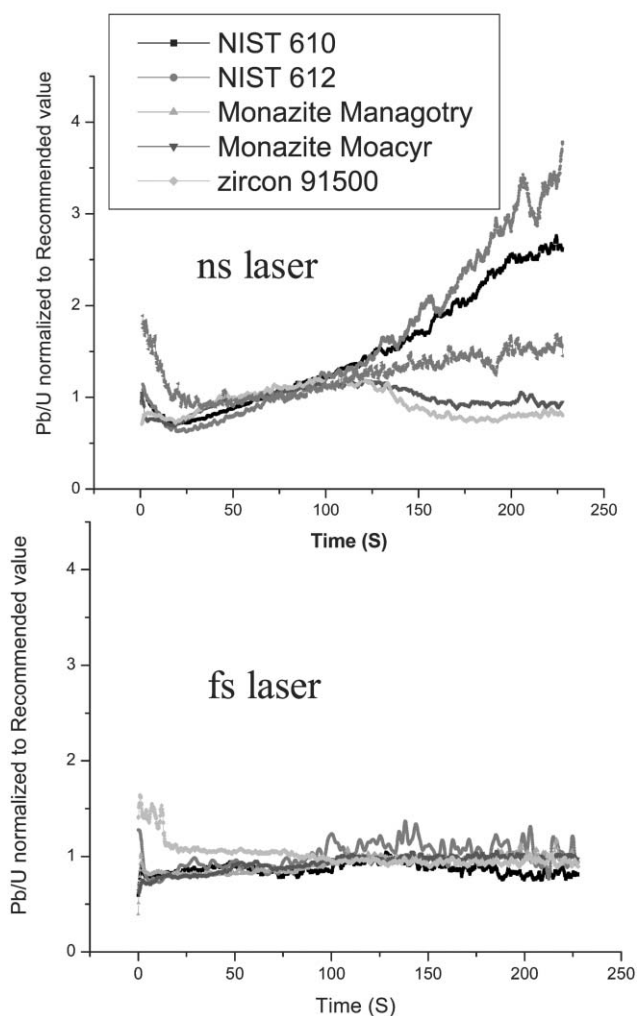 NIST 610
NIST 612
Monazite Managotry
Monazite Moacyr
zircon 91500
Pb/U normalized to Recommended value
4
3
2
1
0
ns laser
0
50
100
150
200
250
Time (S)
Pb/U normalized to Recommended value
4
3
2
1
0
fs laser
0
50
100
150
200
250
Time (S)